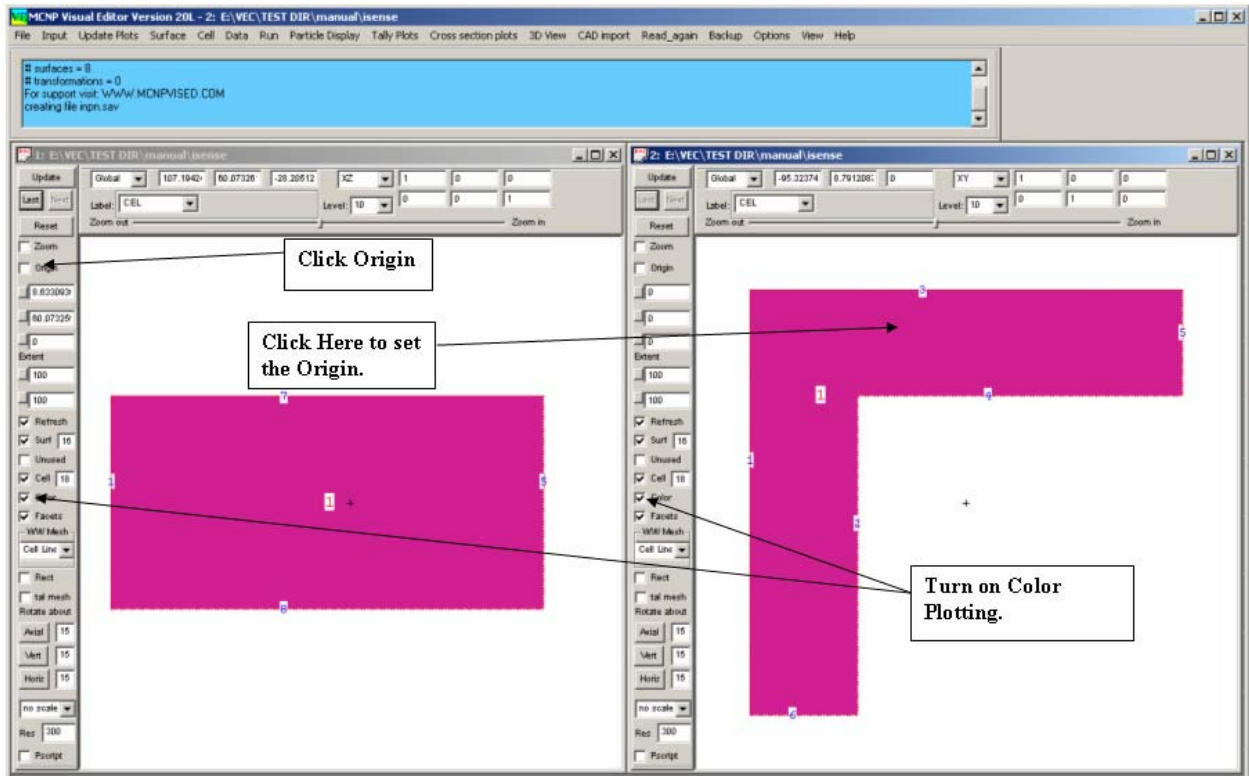 MCNP Visual Editor Version 20L - 2: E:\VEC\TEST DIR\manual\isense
File Input Update Plots Surface Cell Data Run Particle Display Tally Plots Cross section plots 3D View CAD import Read_again Backup Options View Help
# surfaces = 8
# transformations = 0
For support visit: WWW.MCNPVISED.COM
creating file inpn.sav
1: E:\VEC\TEST DIR\manual\isense
Update Global 107.1942 60.07326 -28.20512 XZ 1 0 0
Last Next Label: CEL Level: 10 0 0 1
Reset Zoom out Zoom in
Zoom
Origin
8.633093
60.07325
0
Extent
100
100
Refresh
Surf 16
Unused
Cell 18
Color
Facets
WW Mesh
Cell Line
Rect
tal mesh
Rotate about
Axial 15
Vert 15
Horiz 15
no scale
Res 300
Psript
7
1
1
5
8
Click Origin
Click Here to set
the Origin.
2: E:\VEC\TEST DIR\manual\isense
Update Global -95.32374 8.791208 0 XY 1 0 0
Last Next Label: CEL Level: 10 0 1 0
Reset Zoom out Zoom in
Zoom
Origin
0
0
0
Extent
100
100
Refresh
Surf 16
Unused
Cell 18
Color
Facets
WW Mesh
Cell Line
Rect
tal mesh
Rotate about
Axial 15
Vert 15
Horiz 15
no scale
Res 300
Psript
3
5
1
4
1
2
6
Turn on Color
Plotting.